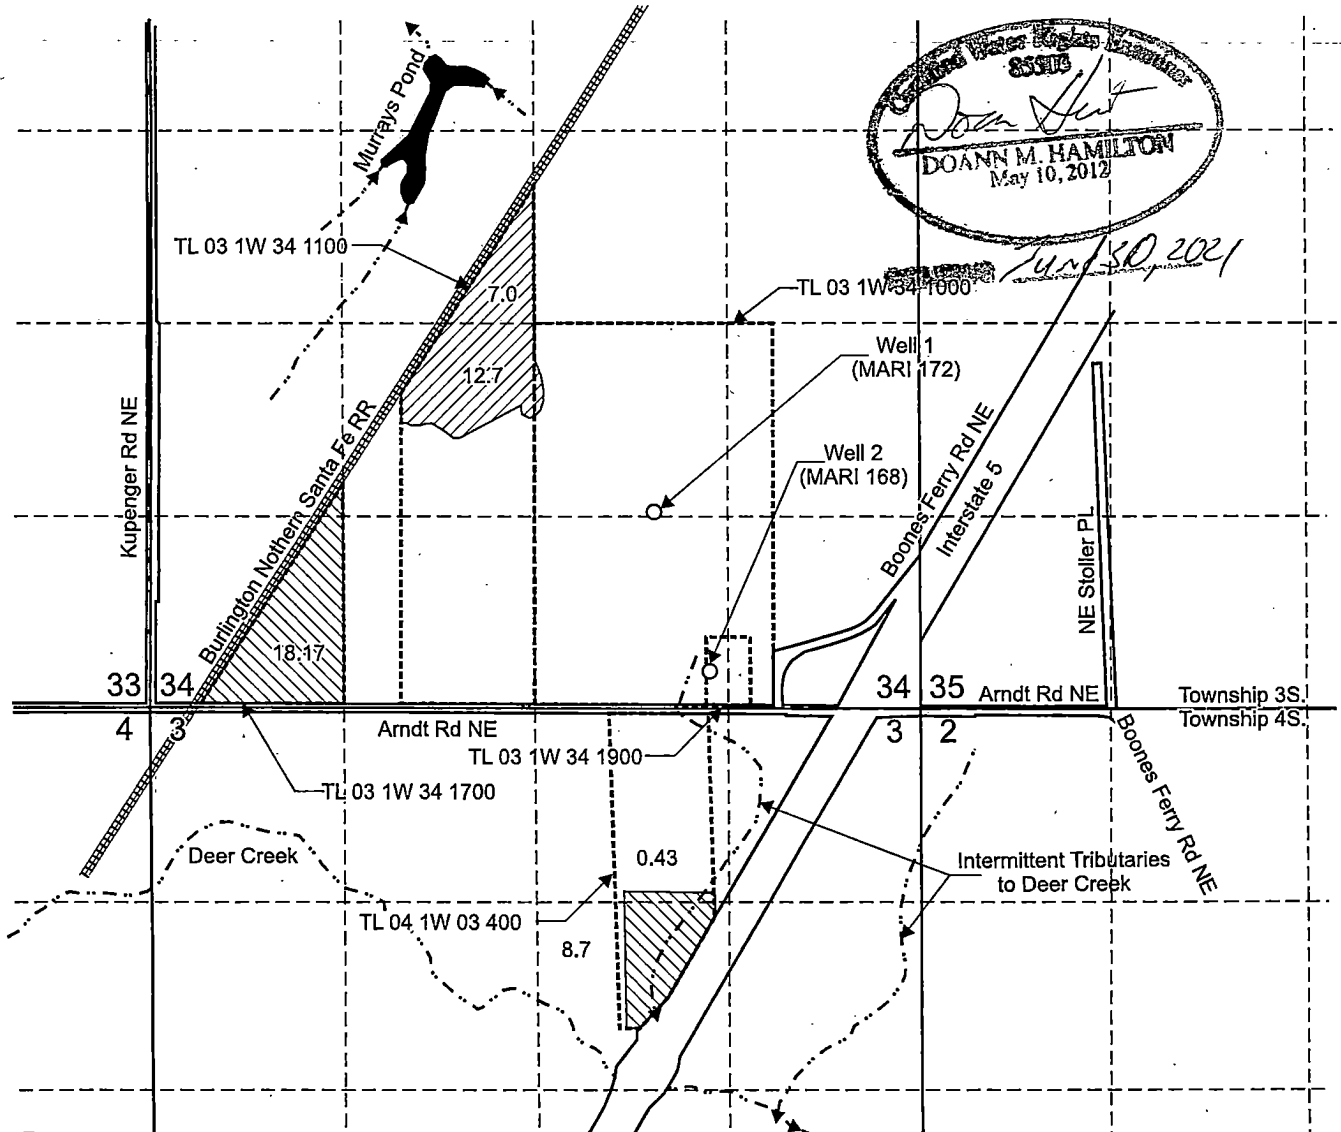 Certified Water Rights Examiner
DOANN M. HAMILTON
May 10, 2012
June 30, 2021
Murrays Pond
TL 03 1W 34 1100
7.0
12.7
TL 03 1W 34 1000
Well 1
(MARI 172)
Well 2
(MARI 168)
Kupenger Rd NE
Burlington Nothern Santa Fe RR
Boones Ferry Rd NE
Interstate 5
NE Stoller PL
18.17
33 34
34 35
Arndt Rd NE
Township 3S.
4 3
Arndt Rd NE
3 2
Township 4S.
TL 03 1W 34 1900
TL 03 1W 34 1700
Boones Ferry Rd NE
Deer Creek
0.43
Intermittent Tributaries
to Deer Creek
TL 04 1W 03 400
8.7